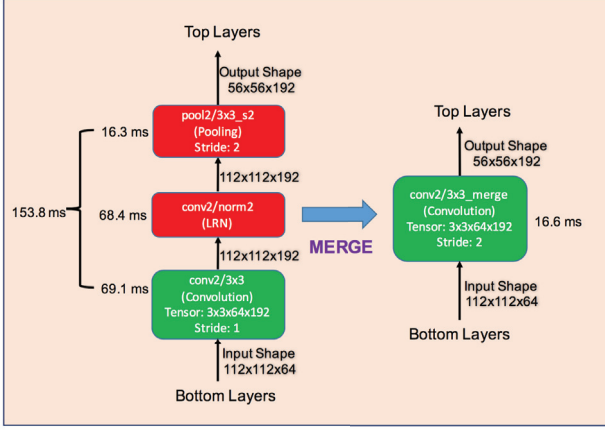 Top Layers
Output Shape
56x56x192
pool2/3x3_s2
(Pooling)
Stride: 2
16.3 ms
112x112x192
conv2/norm2
(LRN)
68.4 ms
153.8 ms
112x112x192
conv2/3x3
(Convolution)
Tensor: 3x3x64x192
Stride: 1
69.1 ms
Input Shape
112x112x64
Bottom Layers
MERGE
Top Layers
Output Shape
56x56x192
conv2/3x3_merge
(Convolution)
Tensor: 3x3x64x192
Stride: 2
16.6 ms
Input Shape
112x112x64
Bottom Layers